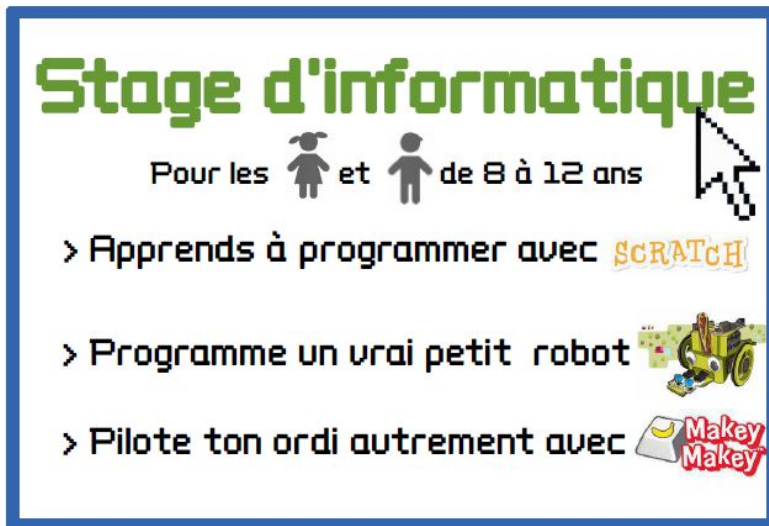 Stage d'informatique
Pour les et de 8 à 12 ans
> Apprends à programmer avec SCRATCH
> Programme un vrai petit robot
> Pilote ton ordi autrement avec Makey Makey